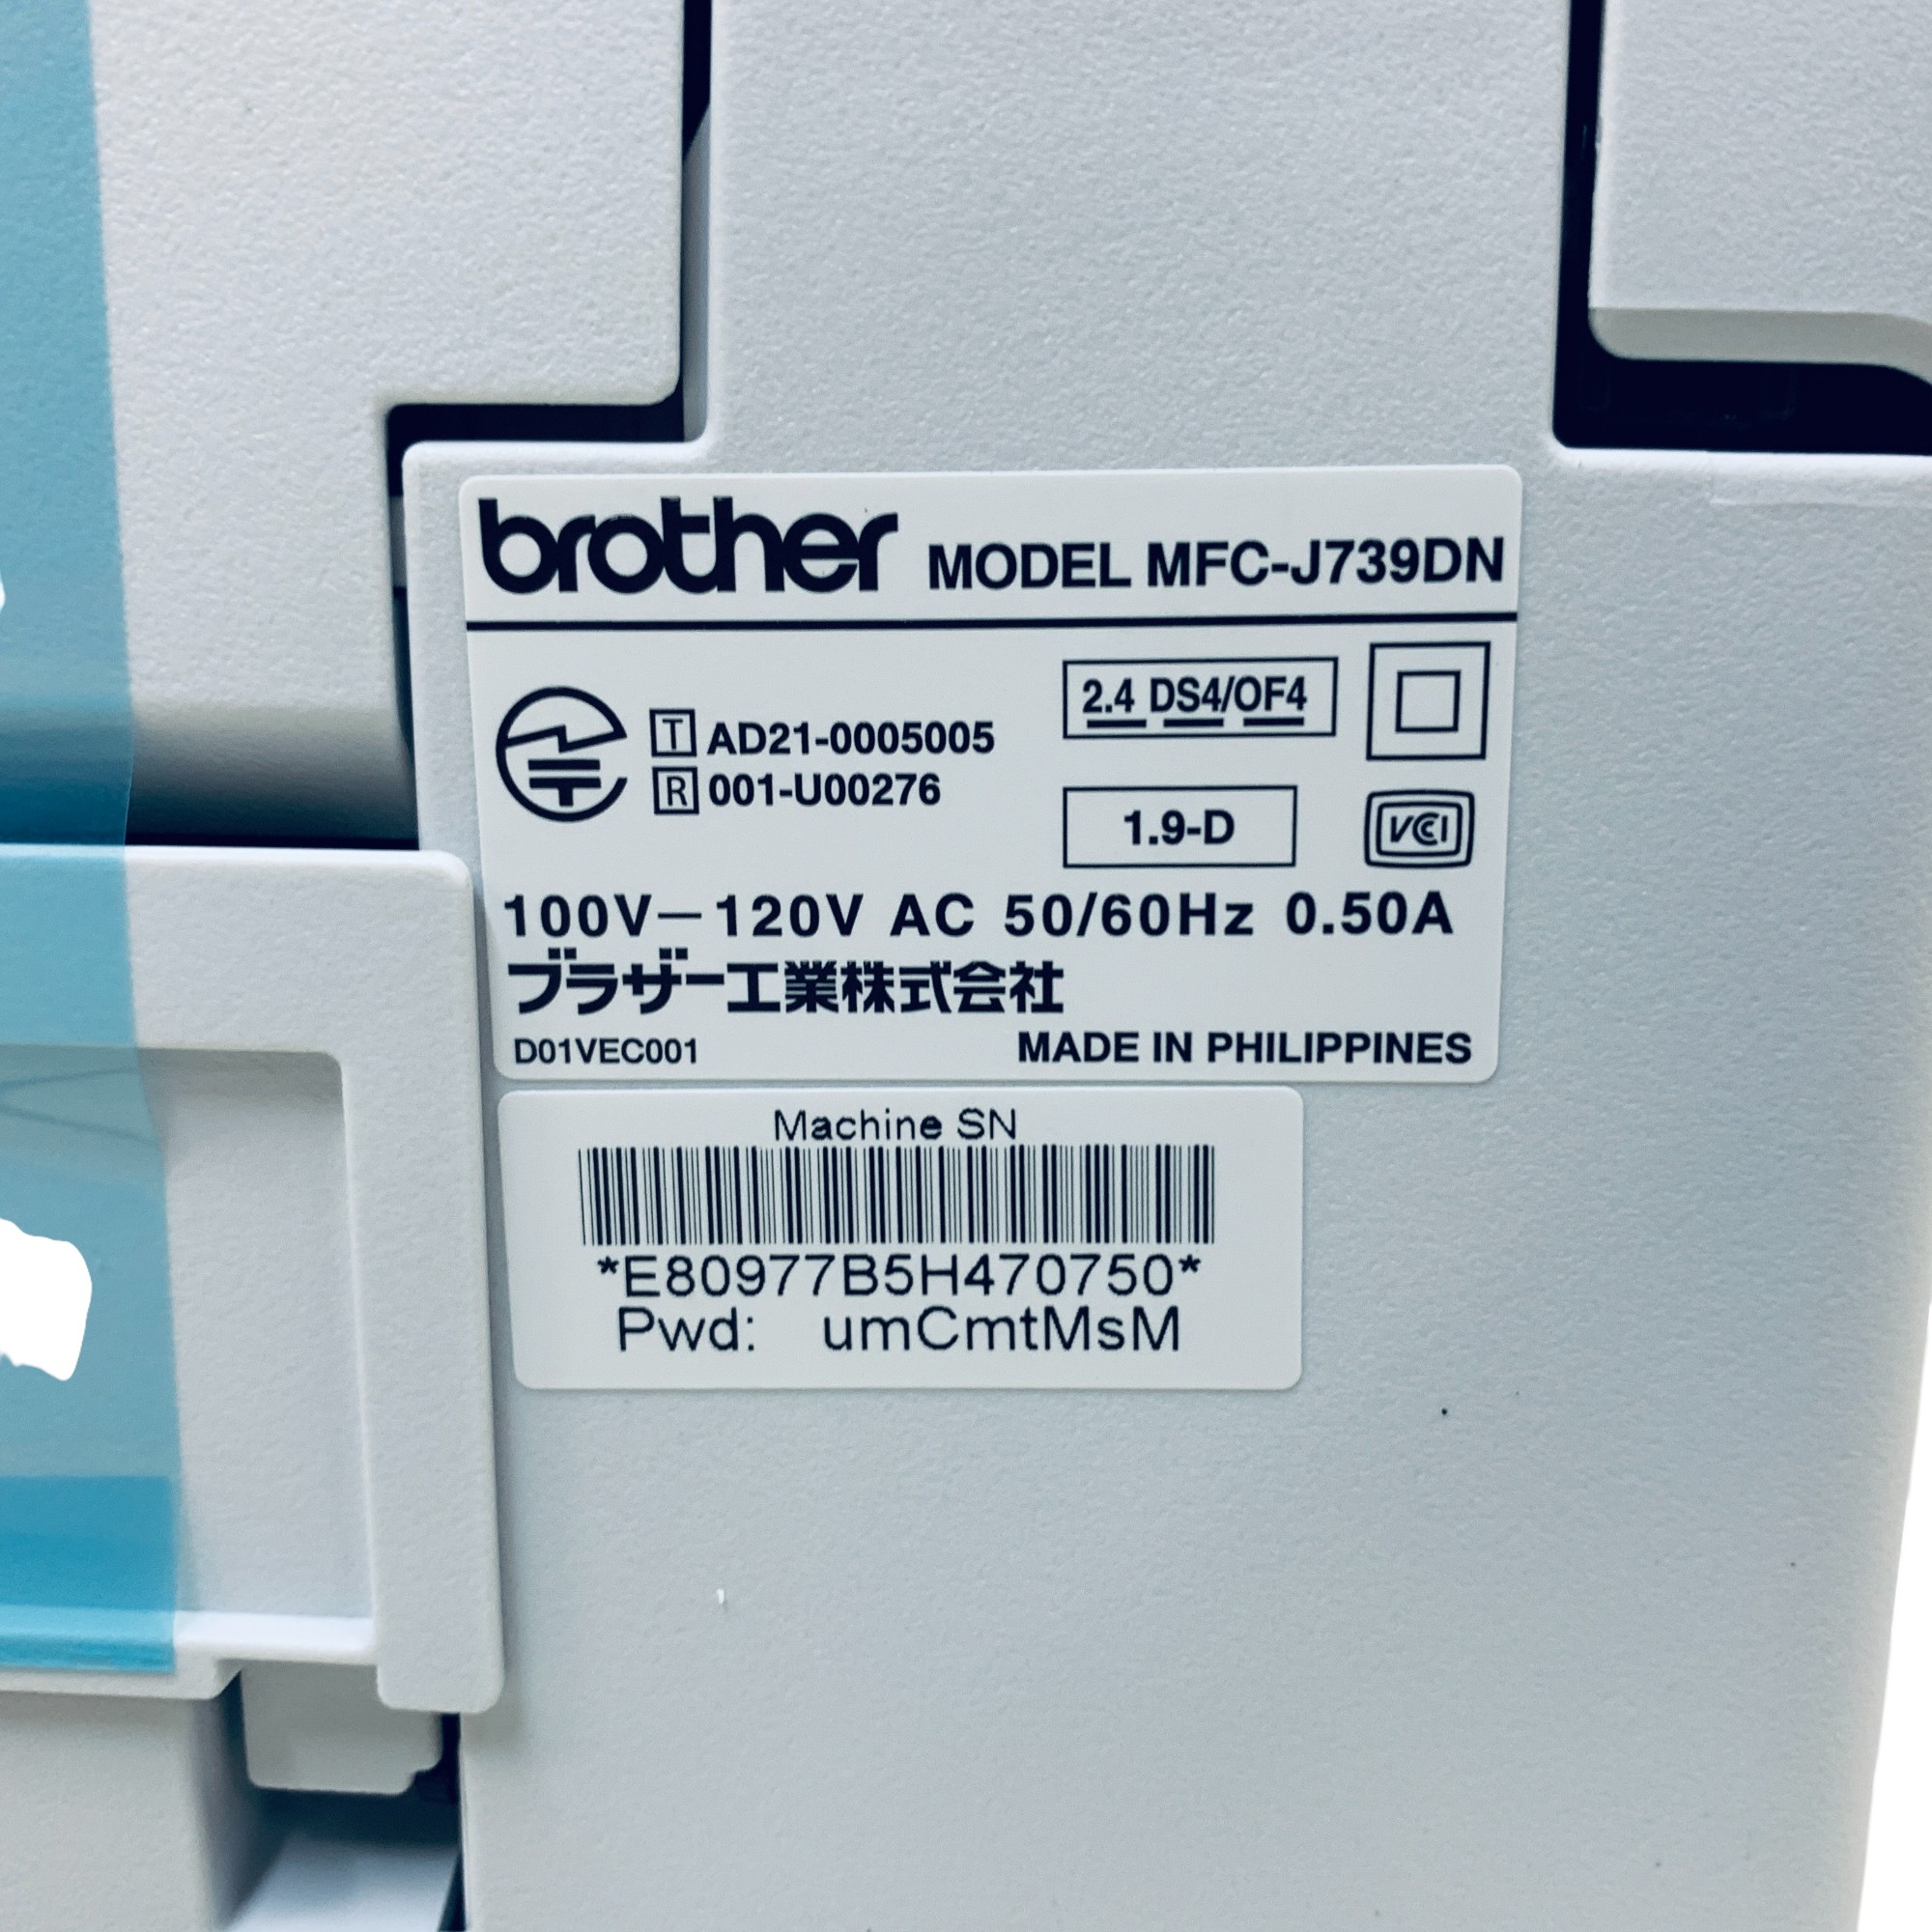 brother MODEL MFC-J739DN
T AD21-0005005
R 001-U00276
2.4 DS4/OF4
1.9-D
VCCI
100V－120V AC 50/60Hz 0.50A
ブラザー工業株式会社
D01VEC001 MADE IN PHILIPPINES
Machine SN
*E80977B5H470750*
Pwd: umCmtMsM